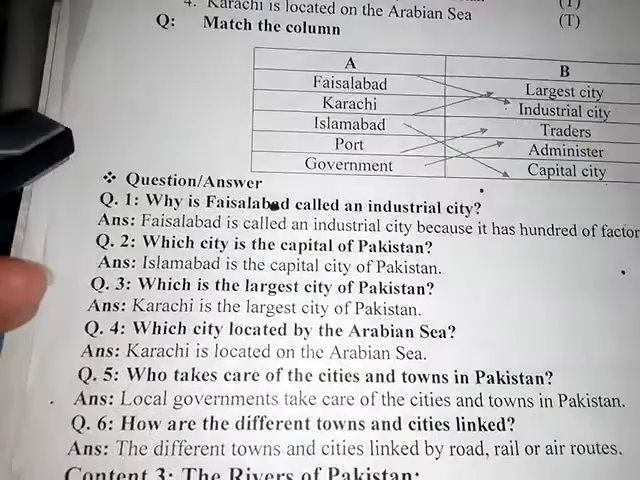 4. Karachi is located on the Arabian Sea (T)
Q: Match the column (T)
A B
Faisalabad Largest city
Karachi Industrial city
Islamabad Traders
Port Administer
Government Capital city
❖ Question/Answer
Q. 1: Why is Faisalabad called an industrial city?
Ans: Faisalabad is called an industrial city because it has hundred of factor
Q. 2: Which city is the capital of Pakistan?
Ans: Islamabad is the capital city of Pakistan.
Q. 3: Which is the largest city of Pakistan?
Ans: Karachi is the largest city of Pakistan.
Q. 4: Which city located by the Arabian Sea?
Ans: Karachi is located on the Arabian Sea.
Q. 5: Who takes care of the cities and towns in Pakistan?
Ans: Local governments take care of the cities and towns in Pakistan.
Q. 6: How are the different towns and cities linked?
Ans: The different towns and cities linked by road, rail or air routes.
Content 3: The Rivers of Pakistan: